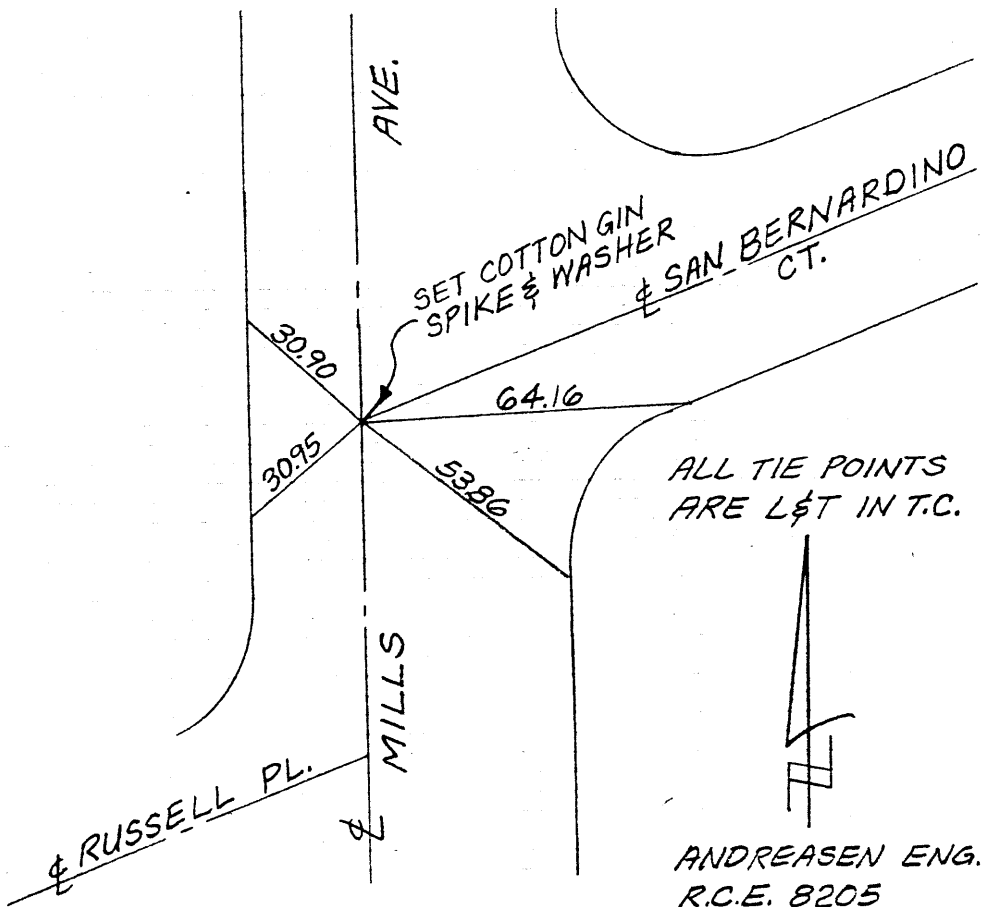 AVE.
SET COTTON GIN
SPIKE & WASHER
℄ SAN BERNARDINO
CT.
30.90
64.16
30.95
53.86
ALL TIE POINTS
ARE L&T IN T.C.
MILLS
℄
℄ RUSSELL PL.
N
ANDREASEN ENG.
R.C.E. 8205